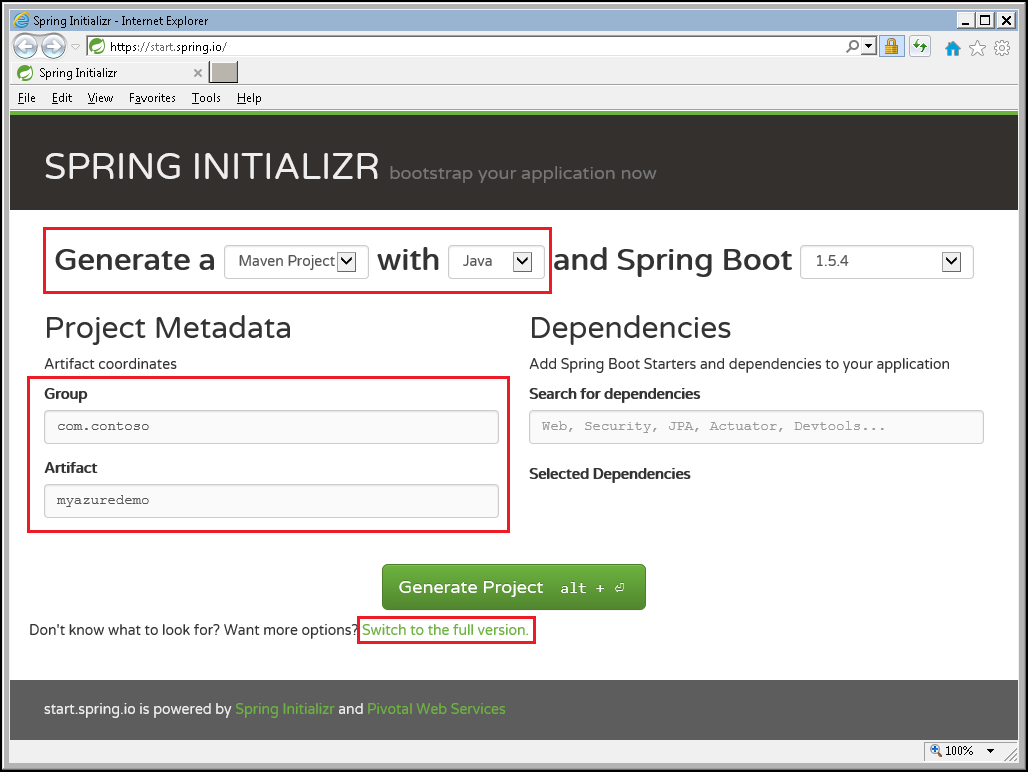 Spring Initializr - Internet Explorer
https://start.spring.io/
Spring Initializr
File Edit View Favorites Tools Help
SPRING INITIALIZR bootstrap your application now
Generate a Maven Project with Java and Spring Boot 1.5.4
Project Metadata
Artifact coordinates
Group
com.contoso
Artifact
myazuredemo
Dependencies
Add Spring Boot Starters and dependencies to your application
Search for dependencies
Web, Security, JPA, Actuator, Devtools...
Selected Dependencies
Generate Project alt + ⏎
Don't know what to look for? Want more options? Switch to the full version.
start.spring.io is powered by Spring Initializr and Pivotal Web Services
100%